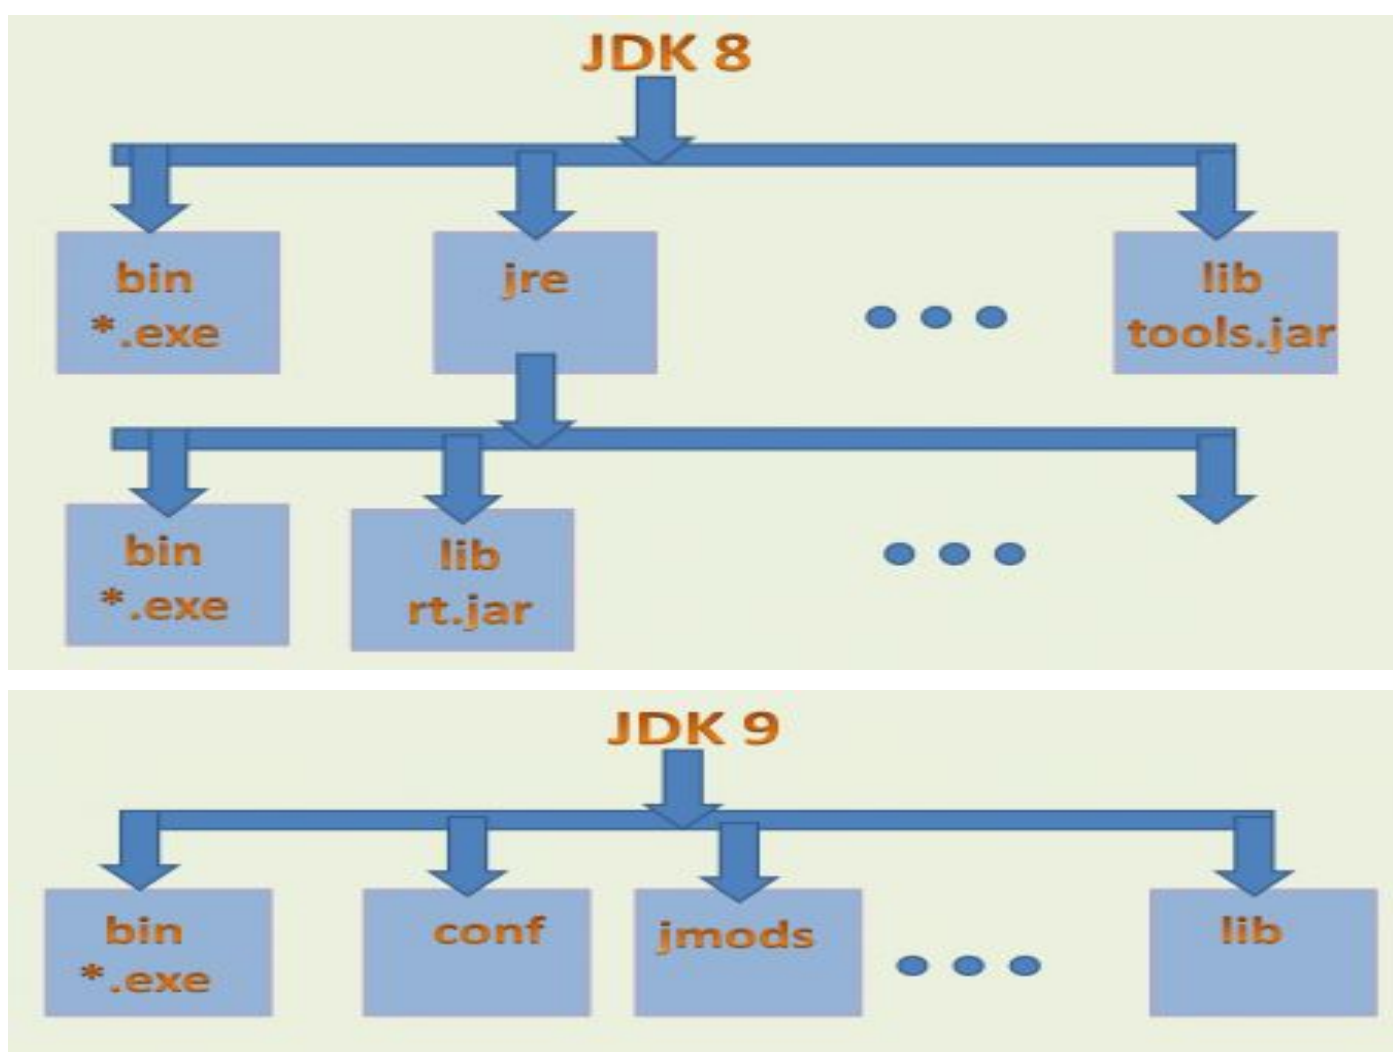 JDK 8
bin
*.exe
jre
lib
tools.jar
bin
*.exe
lib
rt.jar
JDK 9
bin
*.exe
conf
jmods
lib